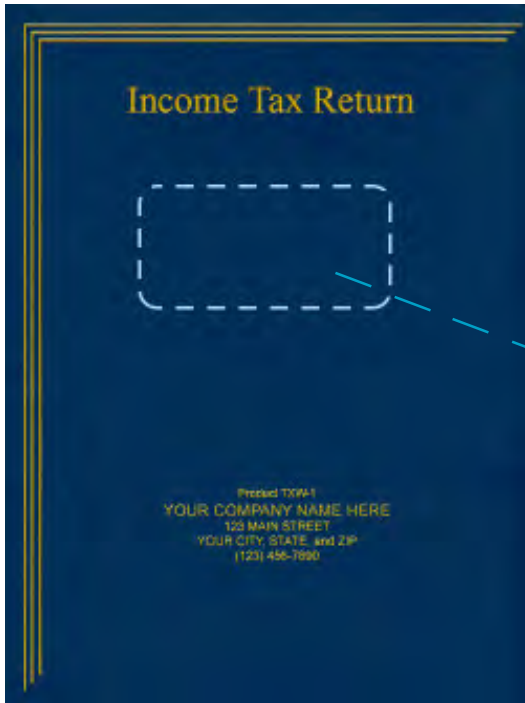 Income Tax Return
Product TXW-1
YOUR COMPANY NAME HERE
123 MAIN STREET
YOUR CITY, STATE, and ZIP
(123) 456-7890